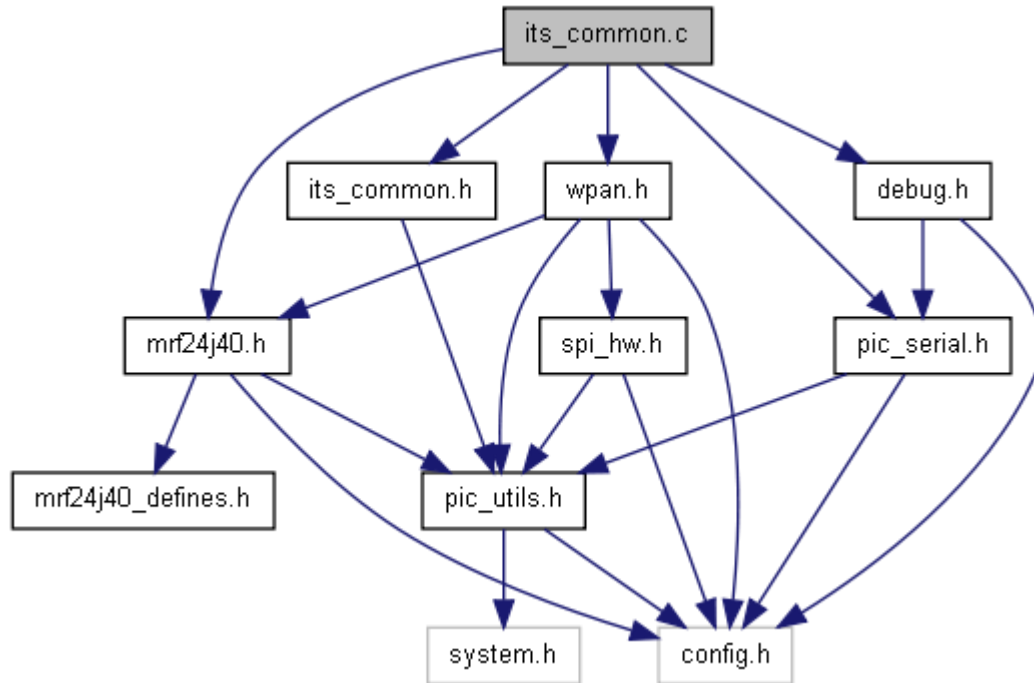 its_common.c
its_common.h
wpan.h
debug.h
mrf24j40.h
spi_hw.h
pic_serial.h
mrf24j40_defines.h
pic_utils.h
system.h
config.h